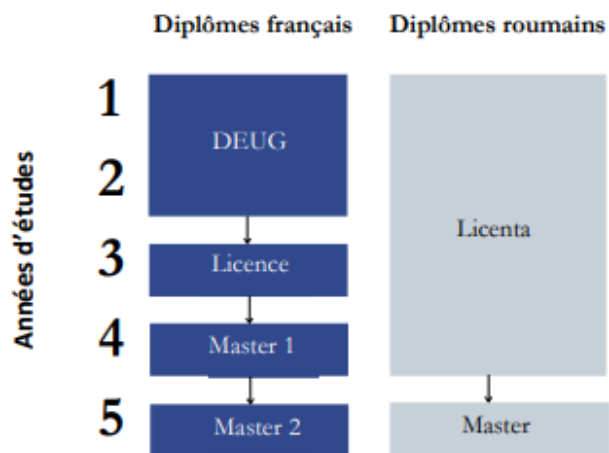 Diplômes français Diplômes roumains
Années d'études
1
DEUG
2
Licenta
3
Licence
4
Master 1
5
Master 2
Master